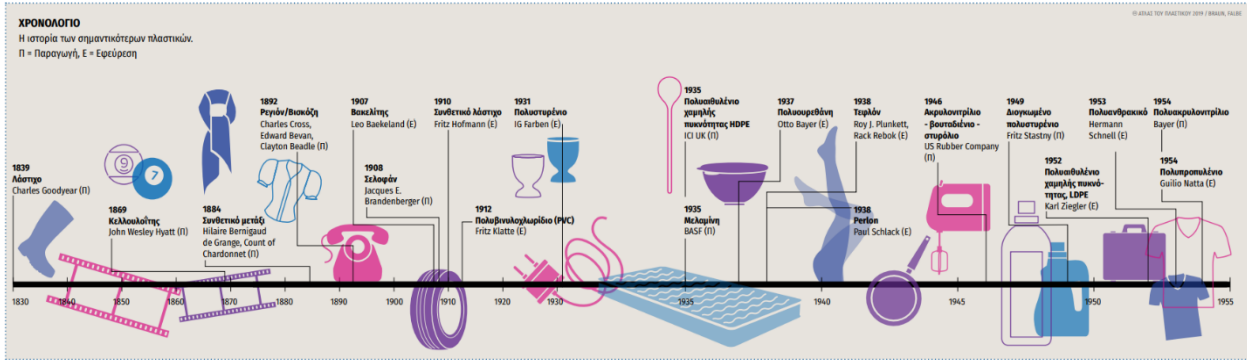 © ΑΤΛΑΣ ΤΟΥ ΠΛΑΣΤΙΚΟΥ 2019 / BRAUN, FALBE
ΧΡΟΝΟΛΟΓΙΟ
Η ιστορία των σημαντικότερων πλαστικών.
Π = Παραγωγή, Ε = Εφεύρεση
1839
Λάστιχο
Charles Goodyear (Π)
9
7
1869
Κελλουλοΐτης
John Wesley Hyatt (Π)
1884
Συνθετικό μετάξι
Hilaire Bernigaud
de Grange, Count of
Chardonnet (Π)
1892
Ρεγιόν/Βισκόζη
Charles Cross,
Edward Bevan,
Clayton Beadle (Π)
1907
Βακελίτης
Leo Baekeland (Ε)
1908
Σελοφάν
Jacques E.
Brandenberger (Π)
1910
Συνθετικό λάστιχο
Fritz Hofmann (Ε)
1912
Πολυβινυλοχλωρίδιο (PVC)
Fritz Klatte (Ε)
1931
Πολυστυρένιο
IG Farben (Ε)
1935
Πολυαιθυλένιο
χαμηλής
πυκνότητας HDPE
ICI UK (Π)
1935
Μελαμίνη
BASF (Π)
1937
Πολυουρεθάνη
Otto Bayer (Ε)
1938
Τεφλόν
Roy J. Plunkett,
Rack Rebok (Ε)
1938
Perlon
Paul Schlack (Ε)
1946
Ακρυλονιτρίλιο
- βουταδιένιο -
στυρόλιο
US Rubber Company
(Π)
1949
Διογκωμένο
πολυστυρένιο
Fritz Stastny (Π)
1952
Πολυαιθυλένιο
χαμηλής πυκνό-
τητας, LDPE
Karl Ziegler (Ε)
1953
Πολυανθρακικό
Hermann
Schnell (Ε)
1954
Πολυακρυλονιτρίλιο
Bayer (Π)
1954
Πολυπροπυλένιο
Guilio Natta (Ε)
1830 1840 1850 1860 1870 1880 1890 1900 1910 1920 1930 1935 1940 1945 1950 1955